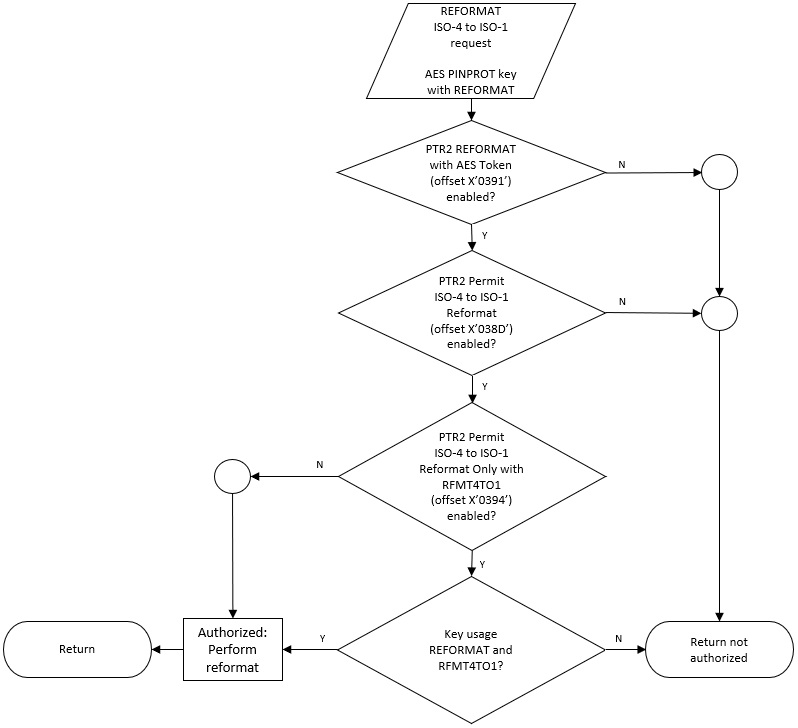 REFORMAT
ISO-4 to ISO-1
request
AES PINPROT key
with REFORMAT
PTR2 REFORMAT
with AES Token
(offset X’0391’)
enabled?
N
Y
PTR2 Permit
ISO-4 to ISO-1
Reformat
(offset X’038D’)
enabled?
N
Y
PTR2 Permit
ISO-4 to ISO-1
Reformat Only with
RFMT4TO1
(offset X’0394’)
enabled?
N
Y
Key usage
REFORMAT and
RFMT4TO1?
Y
N
Authorized:
Perform
reformat
Return
Return not
authorized